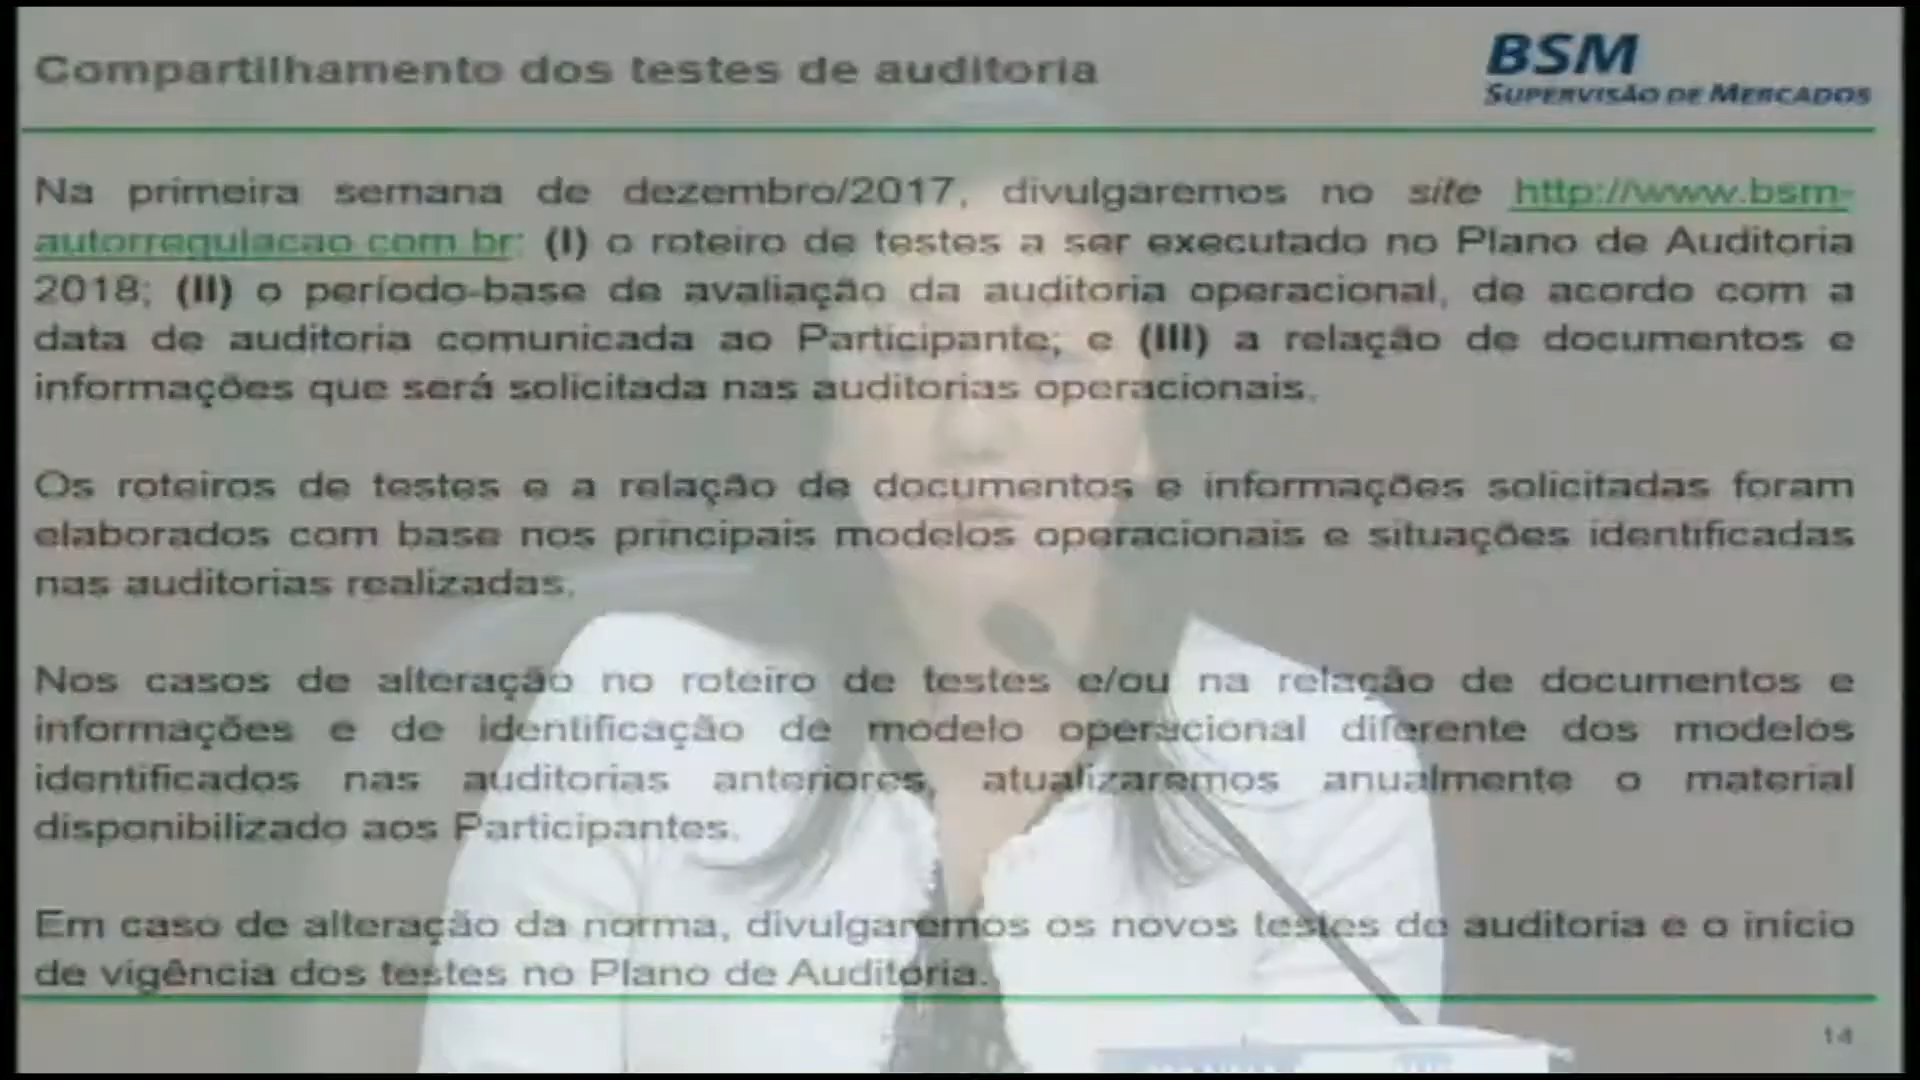 Compartilhamento dos testes de auditoria
BSM
SUPERVISÃO DE MERCADOS
Na primeira semana de dezembro/2017, divulgaremos no site http://www.bsm-
autorregulacao.com.br: (I) o roteiro de testes a ser executado no Plano de Auditoria
2018; (II) o período-base de avaliação da auditoria operacional, de acordo com a
data de auditoria comunicada ao Participante; e (III) a relação de documentos e
informações que será solicitada nas auditorias operacionais.
Os roteiros de testes e a relação de documentos e informações solicitadas foram
elaborados com base nos principais modelos operacionais e situações identificadas
nas auditorias realizadas.
Nos casos de alteração no roteiro de testes e/ou na relação de documentos e
informações e de identificação de modelo operacional diferente dos modelos
identificados nas auditorias anteriores, atualizaremos anualmente o material
disponibilizado aos Participantes.
Em caso de alteração da norma, divulgaremos os novos testes de auditoria e o início
de vigência dos testes no Plano de Auditoria.
14